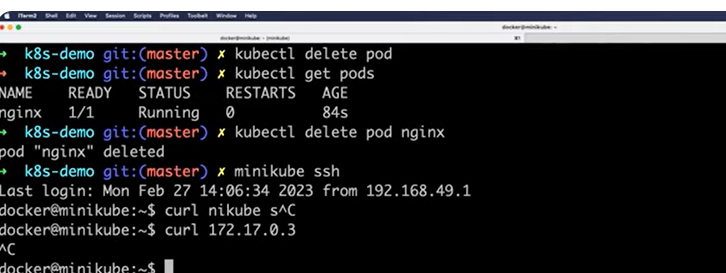 iTerm2 Shell Edit View Session Scripts Profiles Toolbelt Window Help
docker@minikube: ~
docker@minikube: ~ (minikube)
➜ k8s-demo git:(master) ✗ kubectl delete pod
➜ k8s-demo git:(master) ✗ kubectl get pods
NAME READY STATUS RESTARTS AGE
nginx 1/1 Running 0 84s
➜ k8s-demo git:(master) ✗ kubectl delete pod nginx
pod "nginx" deleted
➜ k8s-demo git:(master) ✗ minikube ssh
Last login: Mon Feb 27 14:06:34 2023 from 192.168.49.1
docker@minikube:~$ curl nikube s^C
docker@minikube:~$ curl 172.17.0.3
^C
docker@minikube:~$